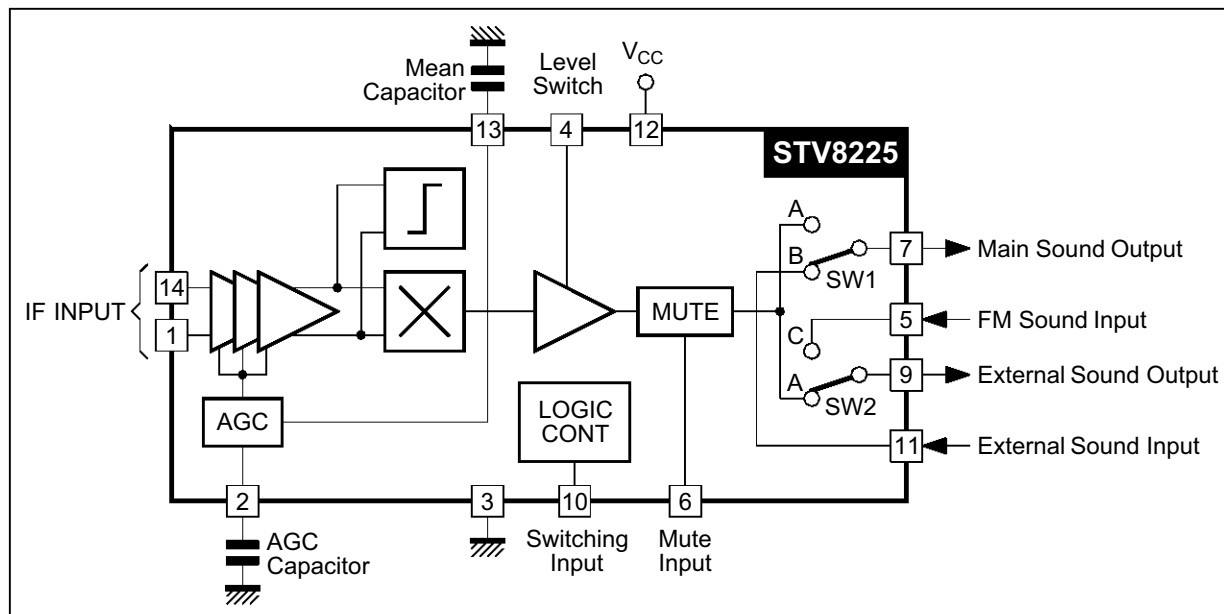 Mean
Capacitor
Level
Switch
VCC
13
4
12
STV8225
A
7
Main Sound Output
B
SW1
14
IF INPUT
1
MUTE
5
FM Sound Input
C
A
9
External Sound Output
SW2
AGC
LOGIC
CONT
11
External Sound Input
2
3
10
6
AGC
Capacitor
Switching
Input
Mute
Input